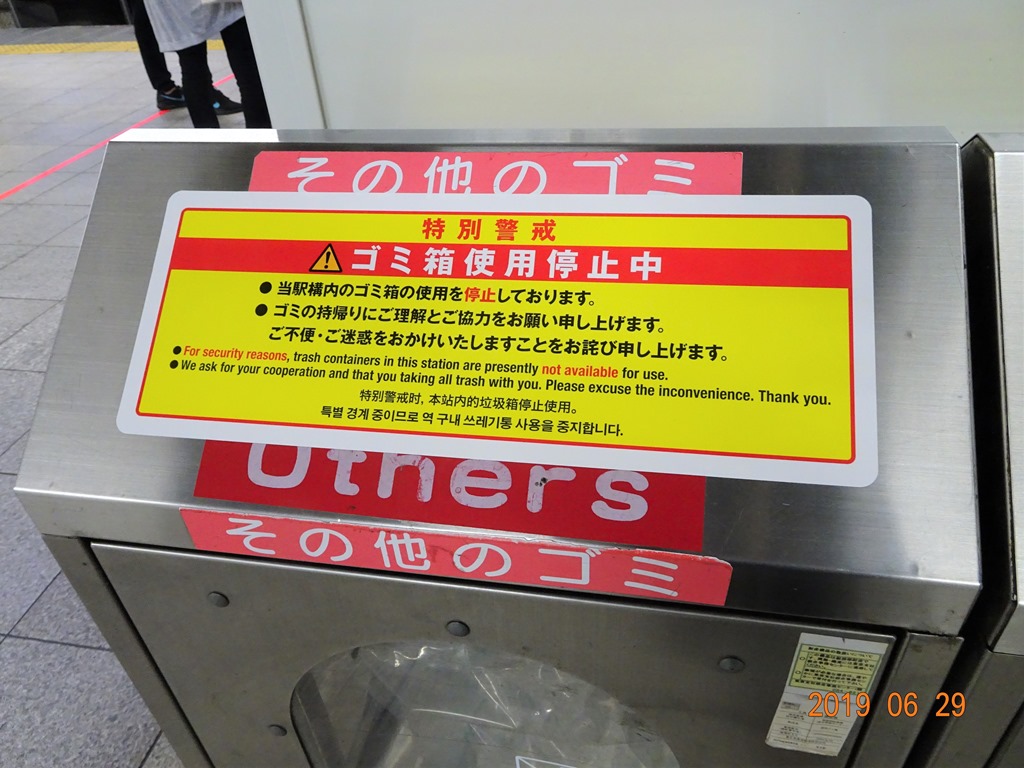 その他のゴミ
特別警戒
ゴミ箱使用停止中
● 当駅構内のゴミ箱の使用を停止しております。
● ゴミの持帰りにご理解とご協力をお願い申し上げます。
ご不便・ご迷惑をおかけいたしますことをお詫び申し上げます。
● For security reasons, trash containers in this station are presently not available for use.
● We ask for your cooperation and that you taking all trash with you. Please excuse the inconvenience. Thank you.
特别警戒时, 本站内的垃圾箱停止使用。
특별 경계 중이므로 역 구내 쓰레기통 사용을 중지합니다.
Others
その他のゴミ
2019 06 29